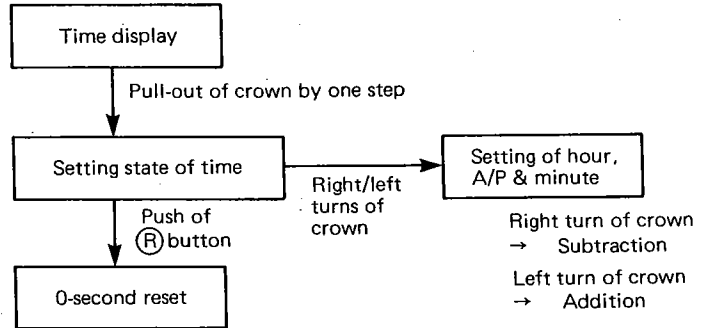 Time display
Pull-out of crown by one step
Setting state of time
Right/left
turns of
crown
Setting of hour,
A/P & minute
Right turn of crown
→ Subtraction
Left turn of crown
→ Addition
Push of
Ⓡ button
0-second reset